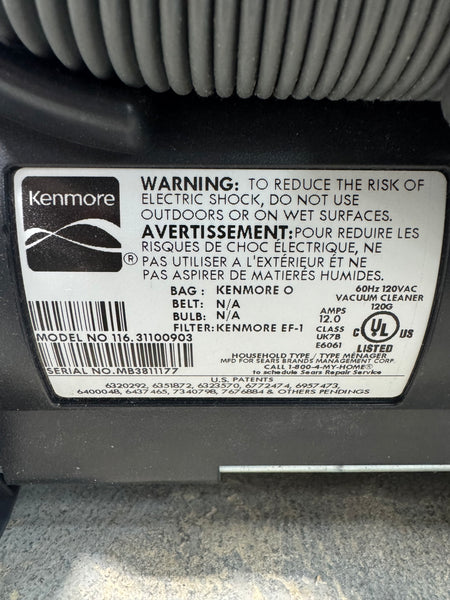 Kenmore
®
WARNING: TO REDUCE THE RISK OF
ELECTRIC SHOCK, DO NOT USE
OUTDOORS OR ON WET SURFACES.
AVERTISSEMENT: POUR REDUIRE LES
RISQUES DE CHOC ÉLECTRIQUE, NE
PAS UTILISER A L'EXTÉRIEUR ET NE
PAS ASPIRER DE MATIERÉS HUMIDES.
BAG : KENMORE O
BELT: N/A
BULB: N/A
FILTER: KENMORE EF-1
60Hz 120VAC
VACUUM CLEANER
AMPS 120G
12.0
CLASS
UK7B
E6061
c UL us
LISTED
MODEL NO 116.31100903
SERIAL NO. MB3811177
HOUSEHOLD TYPE / TYPE MÉNAGER
MFD FOR SEARS BRANDS MANAGEMENT CORP.
CALL 1-800-4-MY-HOME®
to schedule Sears Repair Service
U.S. PATENTS
6320292, 6351872, 6323570, 6772474, 6957473,
6400048, 6437465, 7340798, 7676884 & OTHERS PENDINGS